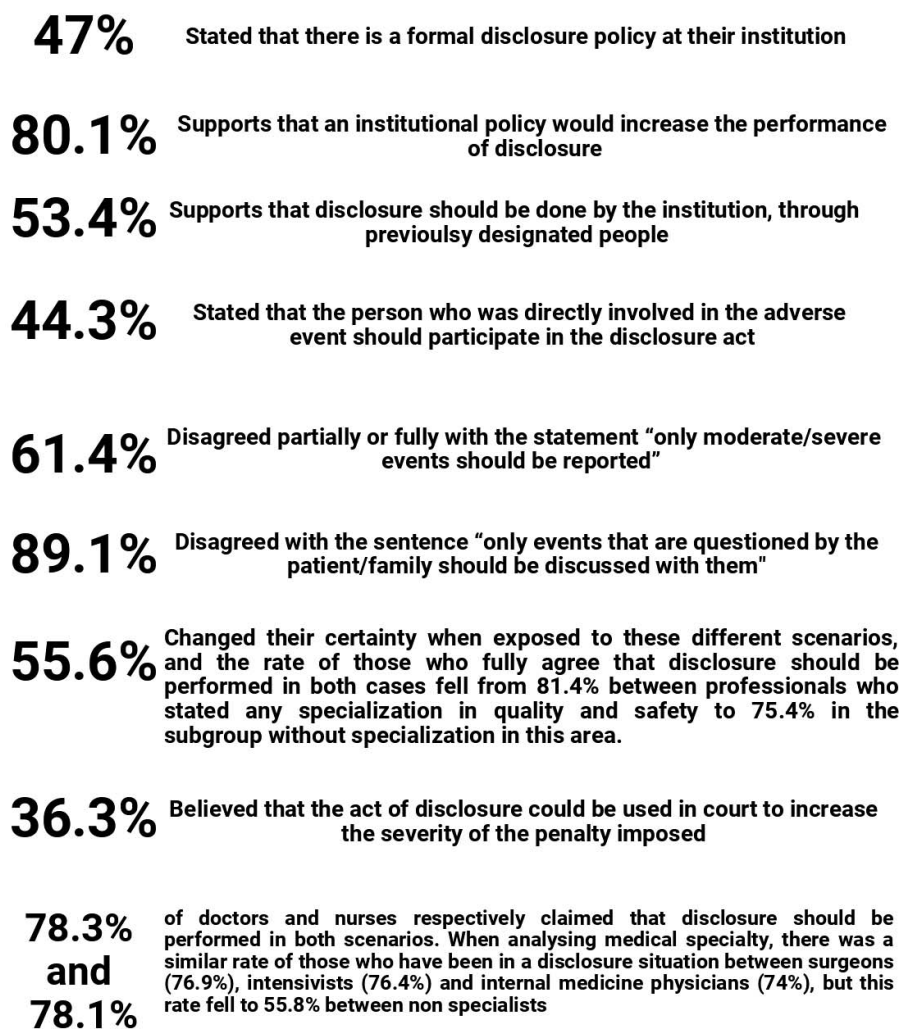 47%
Stated that there is a formal disclosure policy at their institution
80.1%
Supports that an institutional policy would increase the performance
of disclosure
53.4%
Supports that disclosure should be done by the institution, through
previoulsy designated people
44.3%
Stated that the person who was directly involved in the adverse
event should participate in the disclosure act
61.4%
Disagreed partially or fully with the statement “only moderate/severe
events should be reported”
89.1%
Disagreed with the sentence “only events that are questioned by the
patient/family should be discussed with them"
55.6%
Changed their certainty when exposed to these different scenarios,
and the rate of those who fully agree that disclosure should be
performed in both cases fell from 81.4% between professionals who
stated any specialization in quality and safety to 75.4% in the
subgroup without specialization in this area.
36.3%
Believed that the act of disclosure could be used in court to increase
the severity of the penalty imposed
78.3%
and
78.1%
of doctors and nurses respectively claimed that disclosure should be
performed in both scenarios. When analysing medical specialty, there was a
similar rate of those who have been in a disclosure situation between surgeons
(76.9%), intensivists (76.4%) and internal medicine physicians (74%), but this
rate fell to 55.8% between non specialists